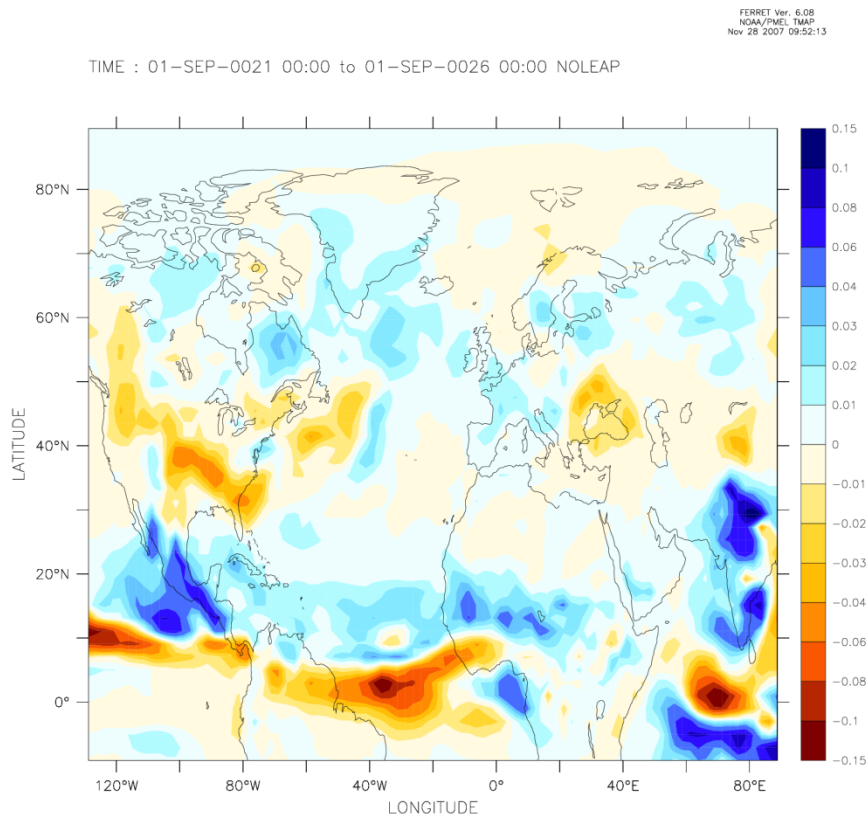 FERRET Ver. 6.08
NOAA/PMEL TMAP
Nov 28 2007 09:52:13
TIME : 01-SEP-0021 00:00 to 01-SEP-0026 00:00 NOLEAP
80°N
60°N
40°N
20°N
0°
LATITUDE
120°W
80°W
40°W
0°
40°E
80°E
LONGITUDE
0.15
0.1
0.08
0.06
0.04
0.03
0.02
0.01
0
-0.01
-0.02
-0.03
-0.04
-0.06
-0.08
-0.1
-0.15